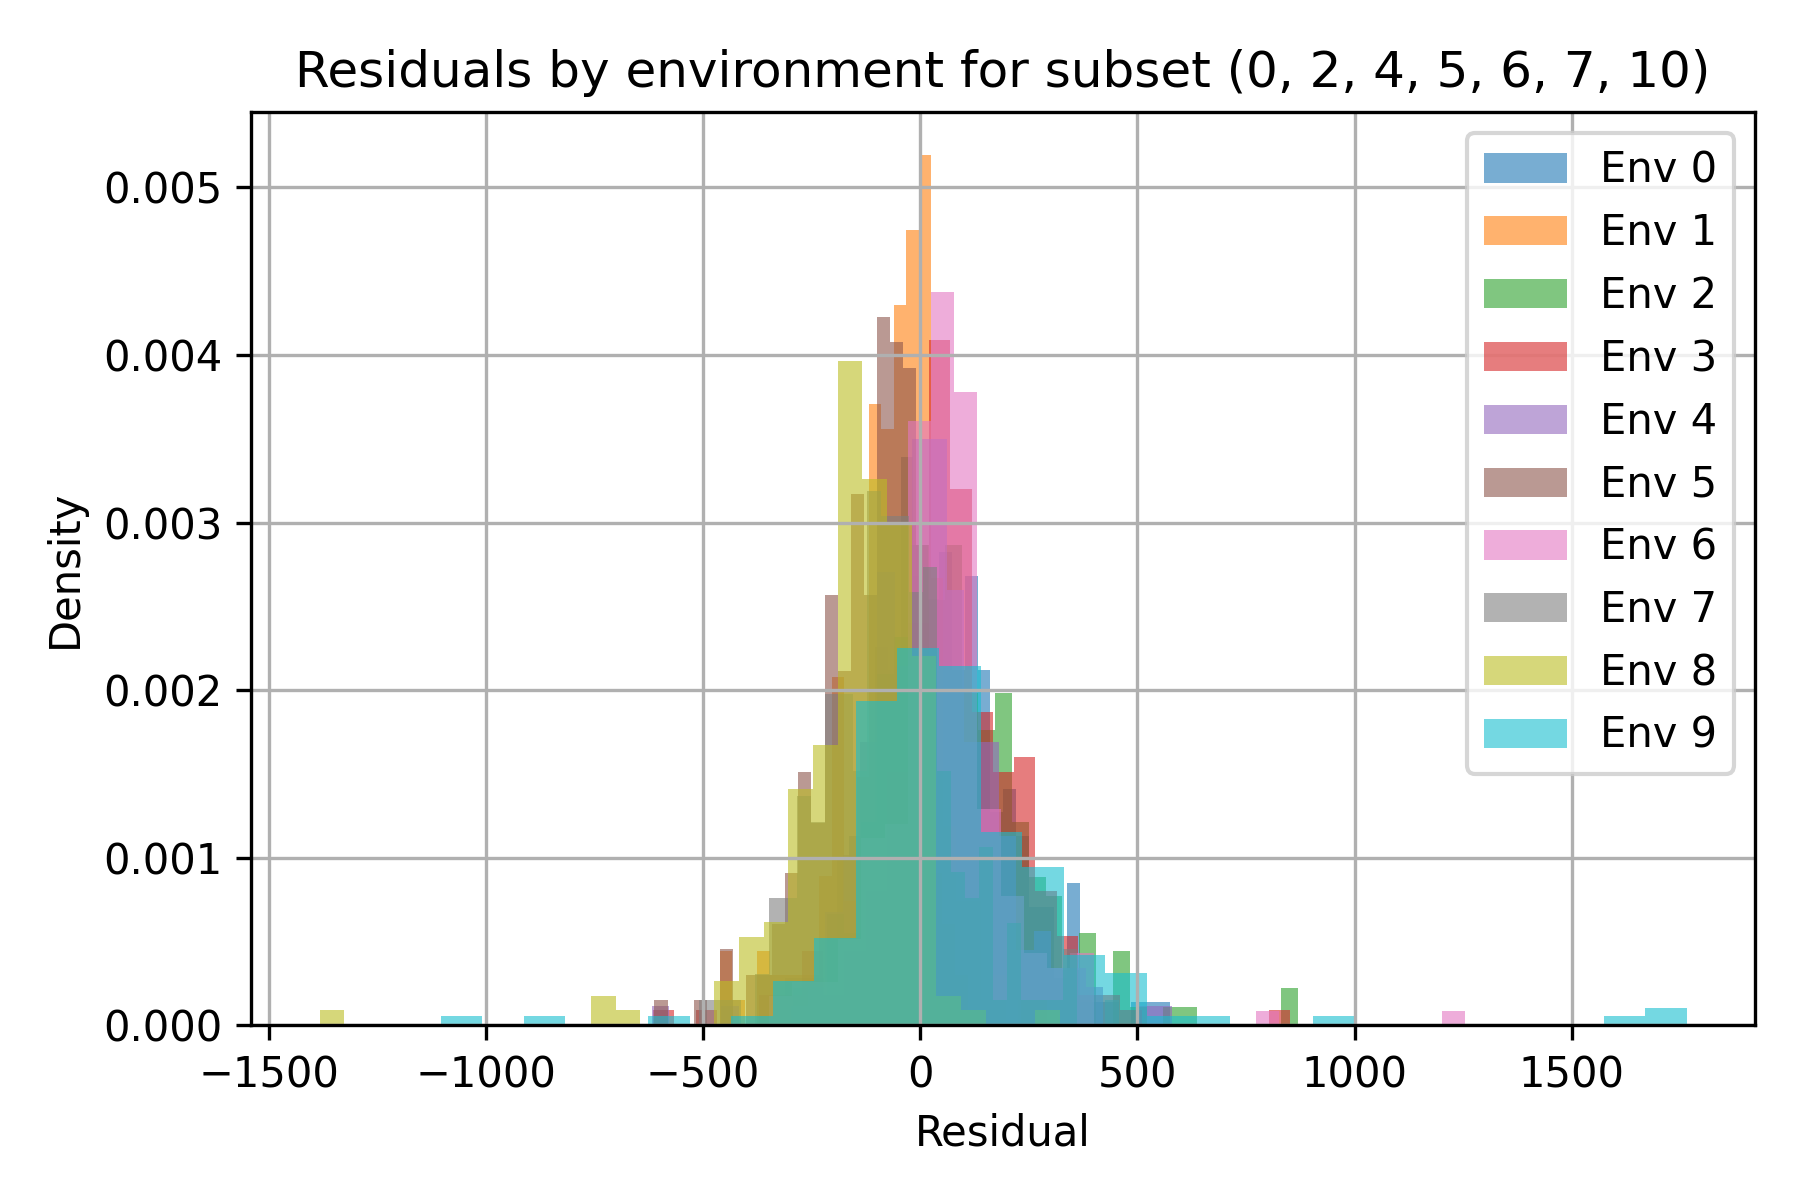 Residuals by environment for subset (0, 2, 4, 5, 6, 7, 10)
Env 0
Env 1
Env 2
Env 3
Env 4
Env 5
Env 6
Env 7
Env 8
Env 9
Density
0.005
0.004
0.003
0.002
0.001
0.000
−1500 −1000 −500 0 500 1000 1500
Residual